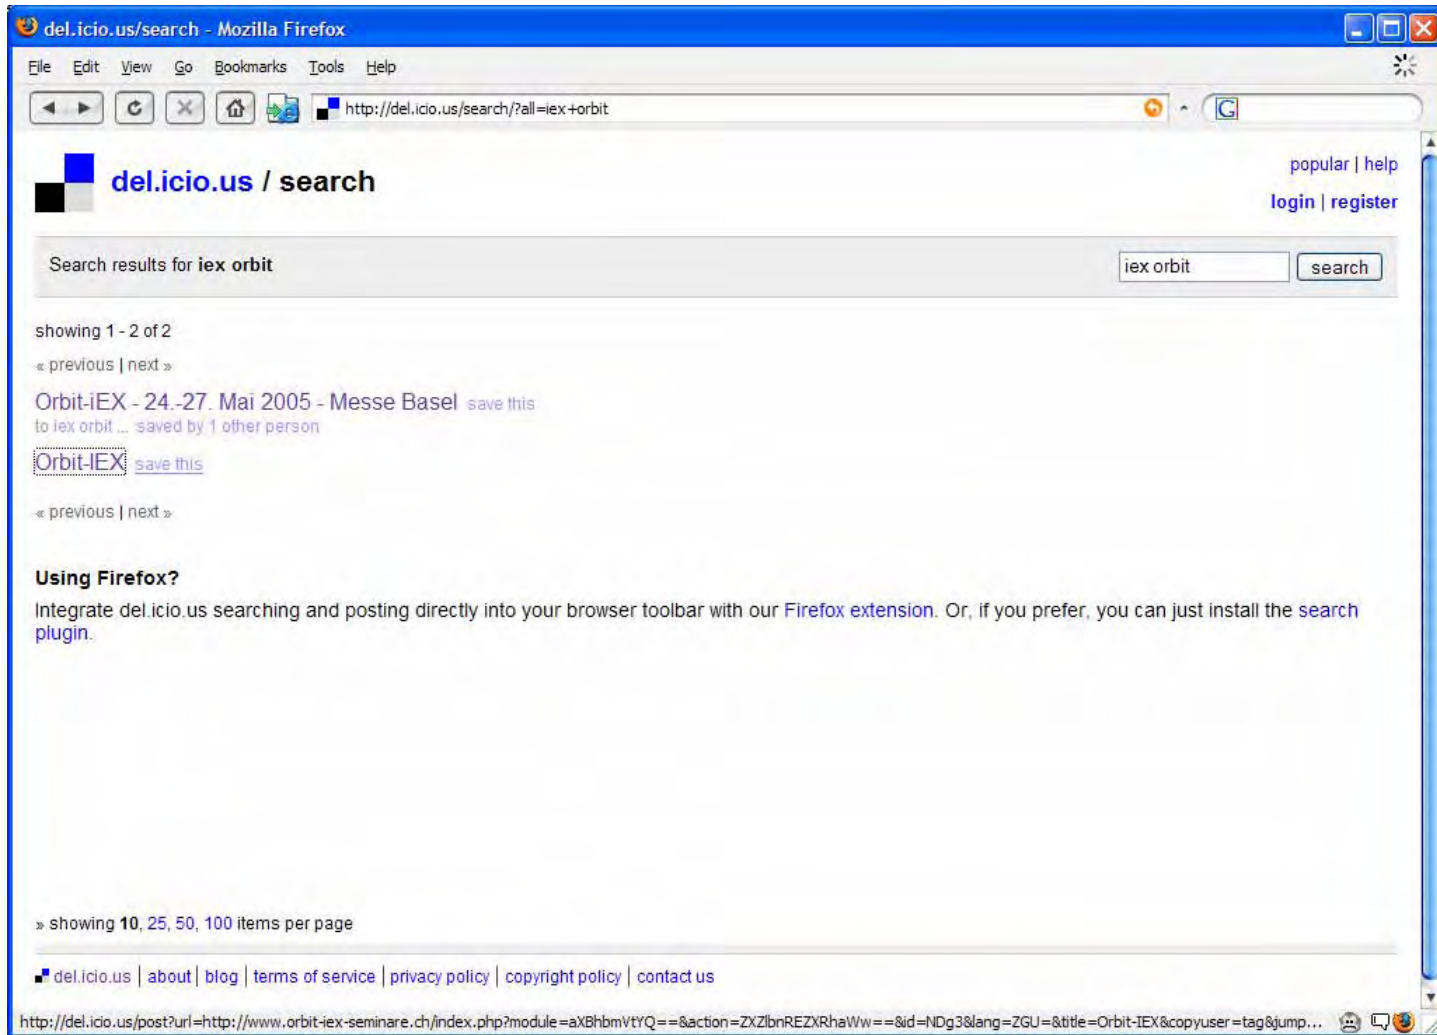 del.icio.us/search - Mozilla Firefox
File Edit View Go Bookmarks Tools Help
http://del.icio.us/search/?all=iex+orbit
G
del.icio.us / search
popular | help
login | register
Search results for iex orbit
iex orbit search
showing 1 - 2 of 2
« previous | next »
Orbit-iEX - 24.-27. Mai 2005 - Messe Basel save this
to iex orbit ... saved by 1 other person
Orbit-IEX save this
« previous | next »
Using Firefox?
Integrate del.icio.us searching and posting directly into your browser toolbar with our Firefox extension. Or, if you prefer, you can just install the search
plugin.
» showing 10, 25, 50, 100 items per page
del.icio.us | about | blog | terms of service | privacy policy | copyright policy | contact us
http://del.icio.us/post?url=http://www.orbit-iex-seminare.ch/index.php?module=aXBhbmVtYQ==&action=ZXZlbnREZXRhaWw==&id=NDg3&lang=ZGU=&title=Orbit-IEX&copyuser=tag&jump...